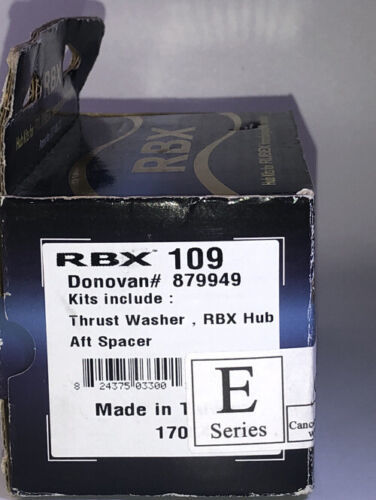 RBX
RBX
RBX 109
Donovan# 879949
Kits include :
Thrust Washer , RBX Hub
Aft Spacer
8 24375 03300
Made in
170
E
Series